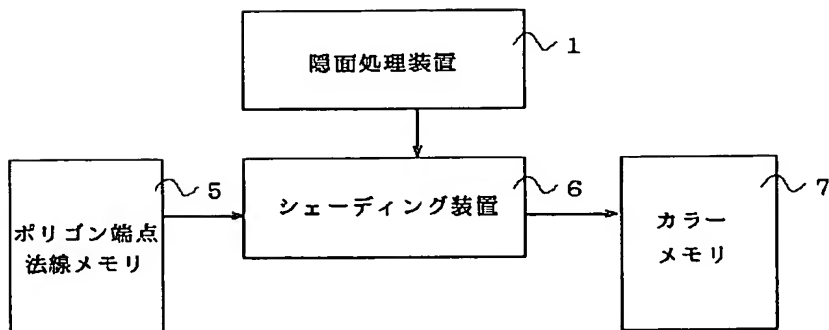 隠面処理装置
1
ポリゴン端点
法線メモリ
5
シェーディング装置
6
カラー
メモリ
7